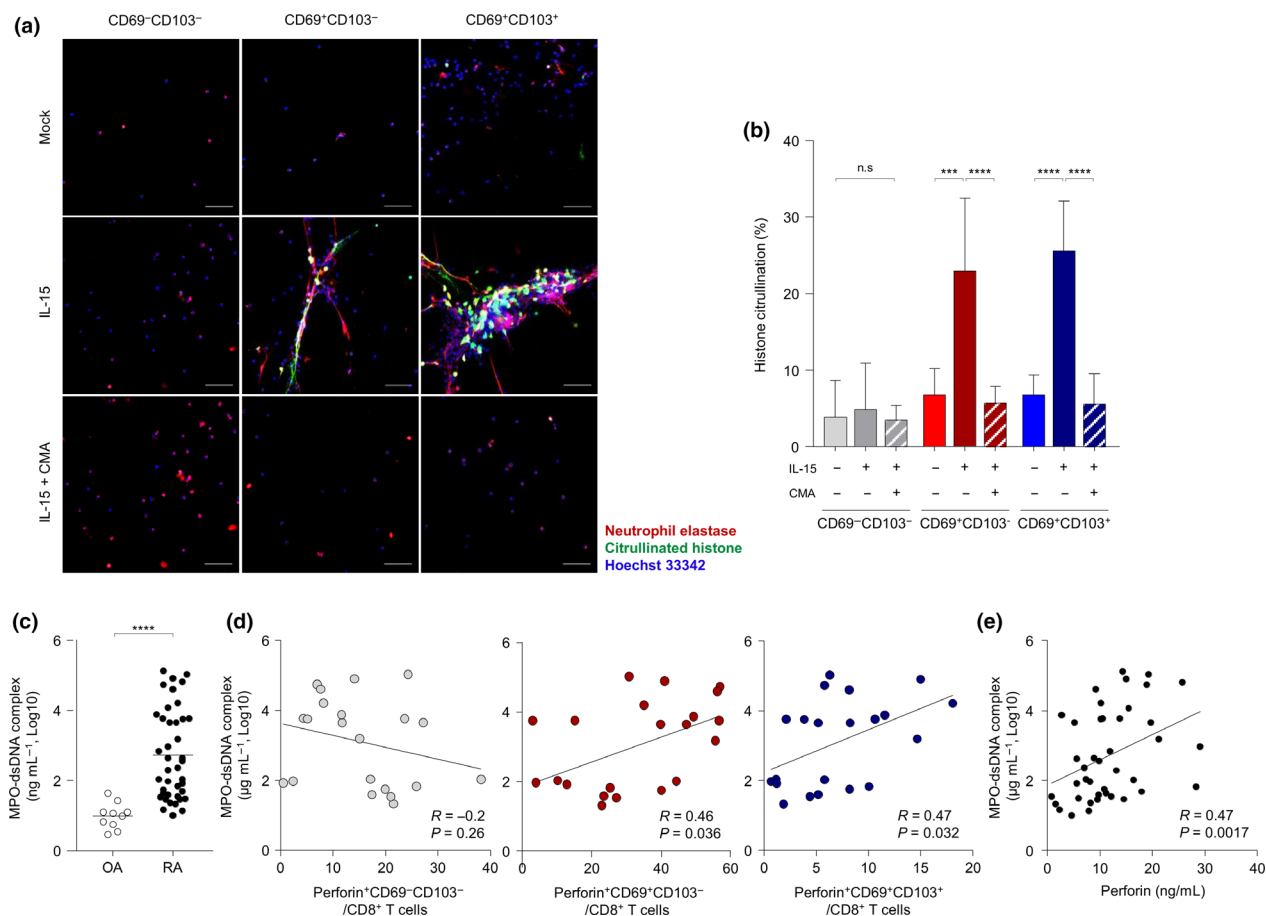 (a)
CD69⁻CD103⁻
CD69⁺CD103⁻
CD69⁺CD103⁺
Mock
IL-15
IL-15 + CMA
Neutrophil elastase
Citrullinated histone
Hoechst 33342
(b)
Histone citrullination (%)
40
30
20
10
0
n.s
*** ****
**** ****
IL-15 – + + – + + – + +
CMA – – + – – + – – +
CD69⁻CD103⁻ CD69⁺CD103⁻ CD69⁺CD103⁺
(c)
MPO-dsDNA complex
(ng mL⁻¹, Log10)
6
4
2
0
****
OA RA
(d)
MPO-dsDNA complex
(µg mL⁻¹, Log10)
6
4
2
0
R = –0.2
P = 0.26
0 10 20 30 40
Perforin⁺CD69⁻CD103⁻
/CD8⁺ T cells
6
4
2
0
R = 0.46
P = 0.036
0 20 40 60
Perforin⁺CD69⁺CD103⁻
/CD8⁺ T cells
6
4
2
0
R = 0.47
P = 0.032
0 5 10 15 20
Perforin⁺CD69⁺CD103⁺
/CD8⁺ T cells
(e)
MPO-dsDNA complex
(µg mL⁻¹, Log10)
6
4
2
0
R = 0.47
P = 0.0017
0 10 20 30 40
Perforin (ng/mL)